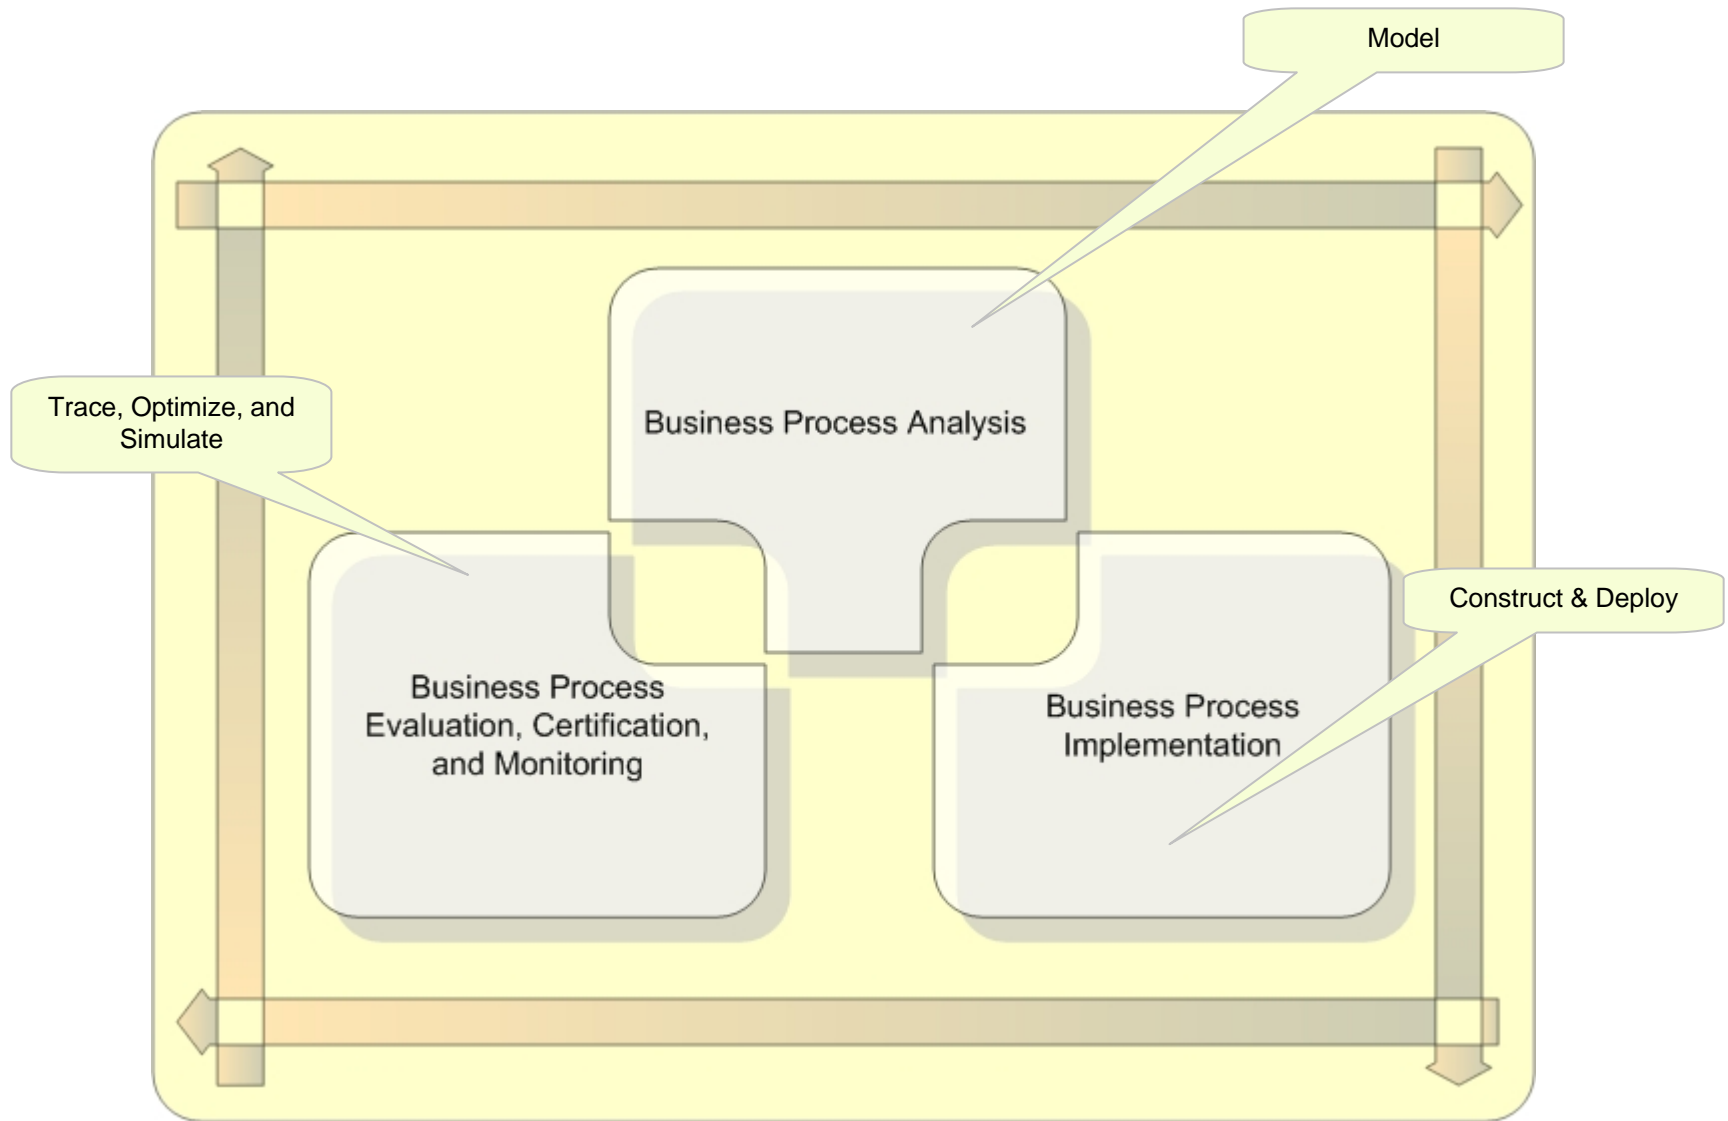 Model
Trace, Optimize, and
Simulate
Business Process Analysis
Construct & Deploy
Business Process
Evaluation, Certification,
and Monitoring
Business Process
Implementation